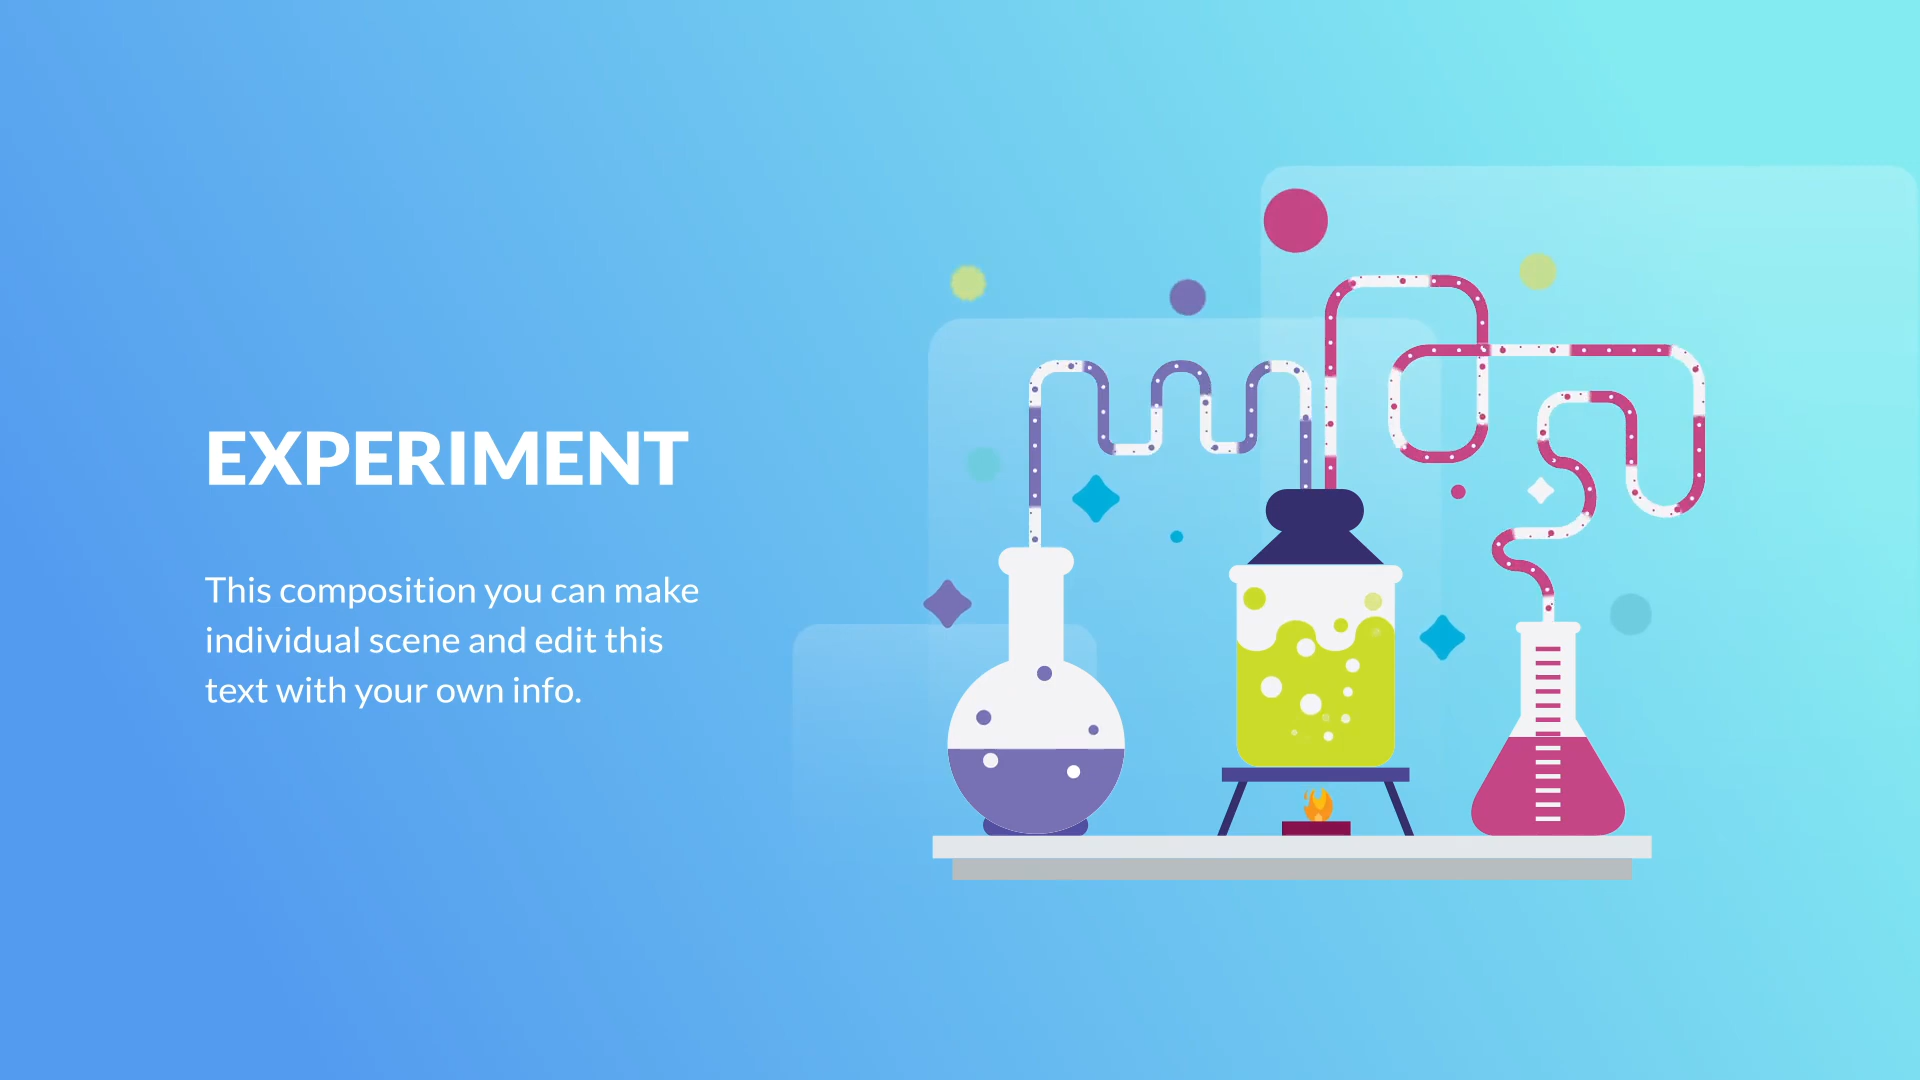 EXPERIMENT
This composition you can make
individual scene and edit this
text with your own info.